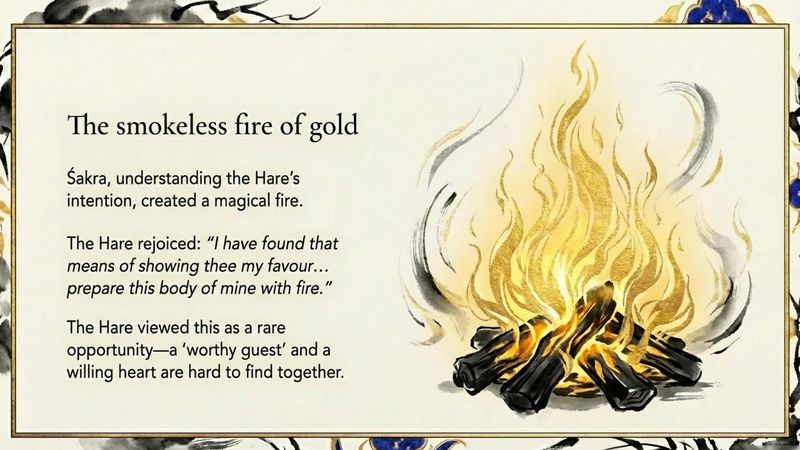 The smokeless fire of gold
Śakra, understanding the Hare’s
intention, created a magical fire.
The Hare rejoiced: “I have found that
means of showing thee my favour…
prepare this body of mine with fire.”
The Hare viewed this as a rare
opportunity—a ‘worthy guest’ and a
willing heart are hard to find together.